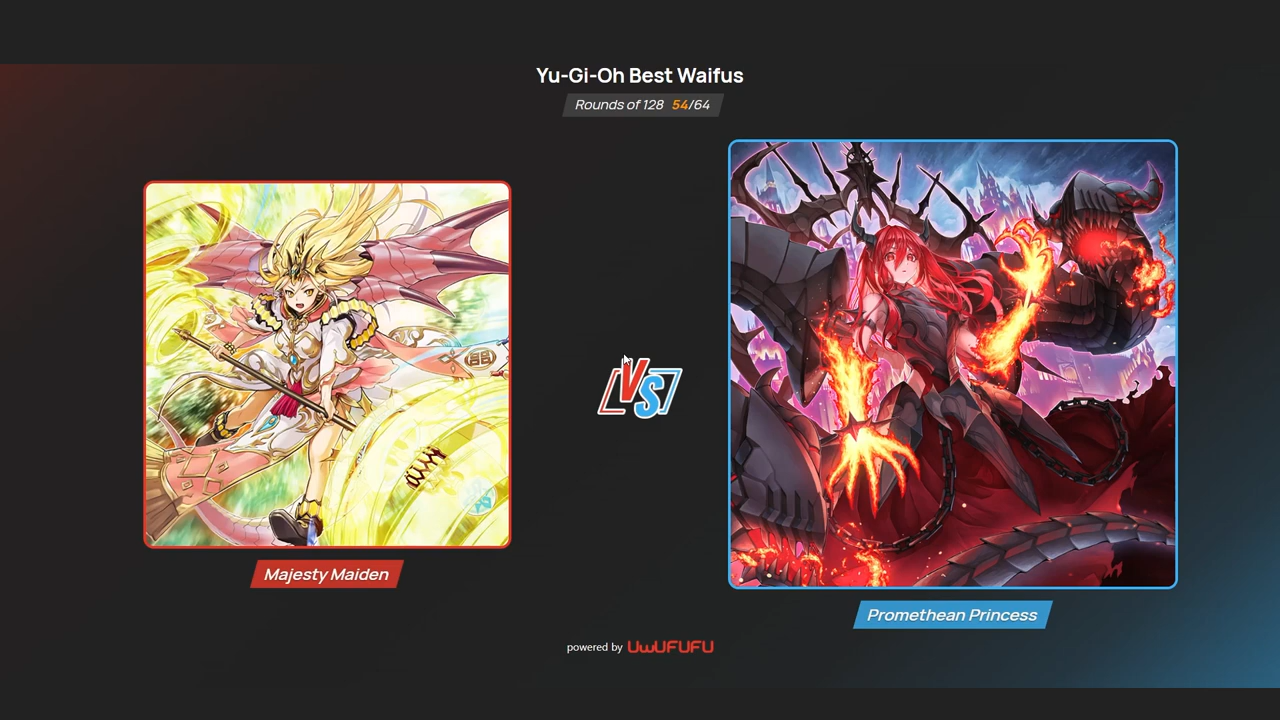 Yu-Gi-Oh Best Waifus
Rounds of 128 54/64
VS
Majesty Maiden
Promethean Princess
powered by UwUFUFU